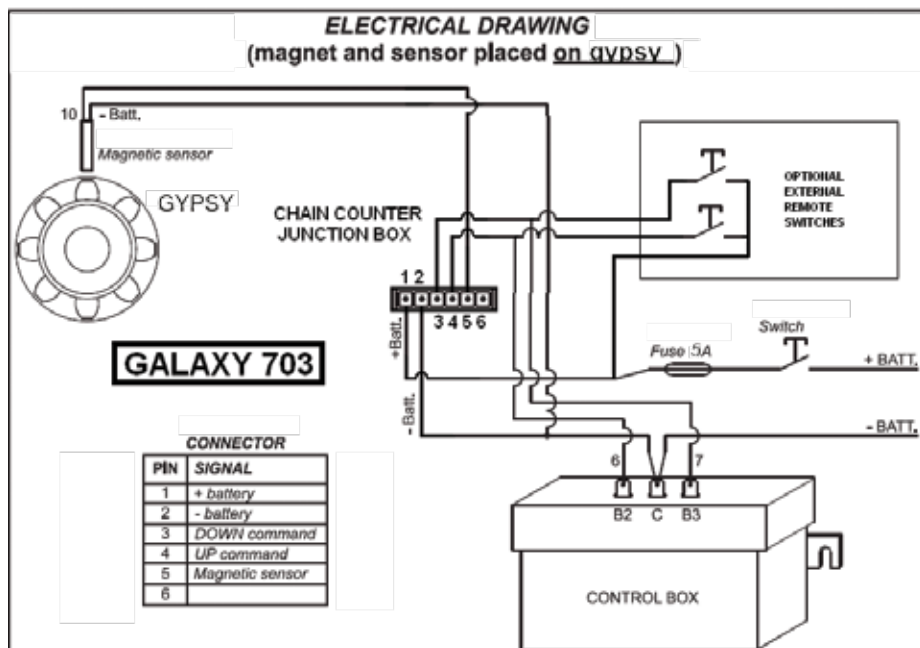 ELECTRICAL DRAWING
(magnet and sensor placed on gypsy )
10
- Batt.
Magnetic sensor
GYPSY
CHAIN COUNTER
JUNCTION BOX
OPTIONAL
EXTERNAL
REMOTE
SWITCHES
1 2
3 4 5 6
+Batt.
- Batt.
GALAXY 703
Fuse 5A
Switch
+ BATT.
- BATT.
CONNECTOR
PIN SIGNAL
1 + battery
2 - battery
3 DOWN command
4 UP command
5 Magnetic sensor
6
6
7
B2 C B3
CONTROL BOX